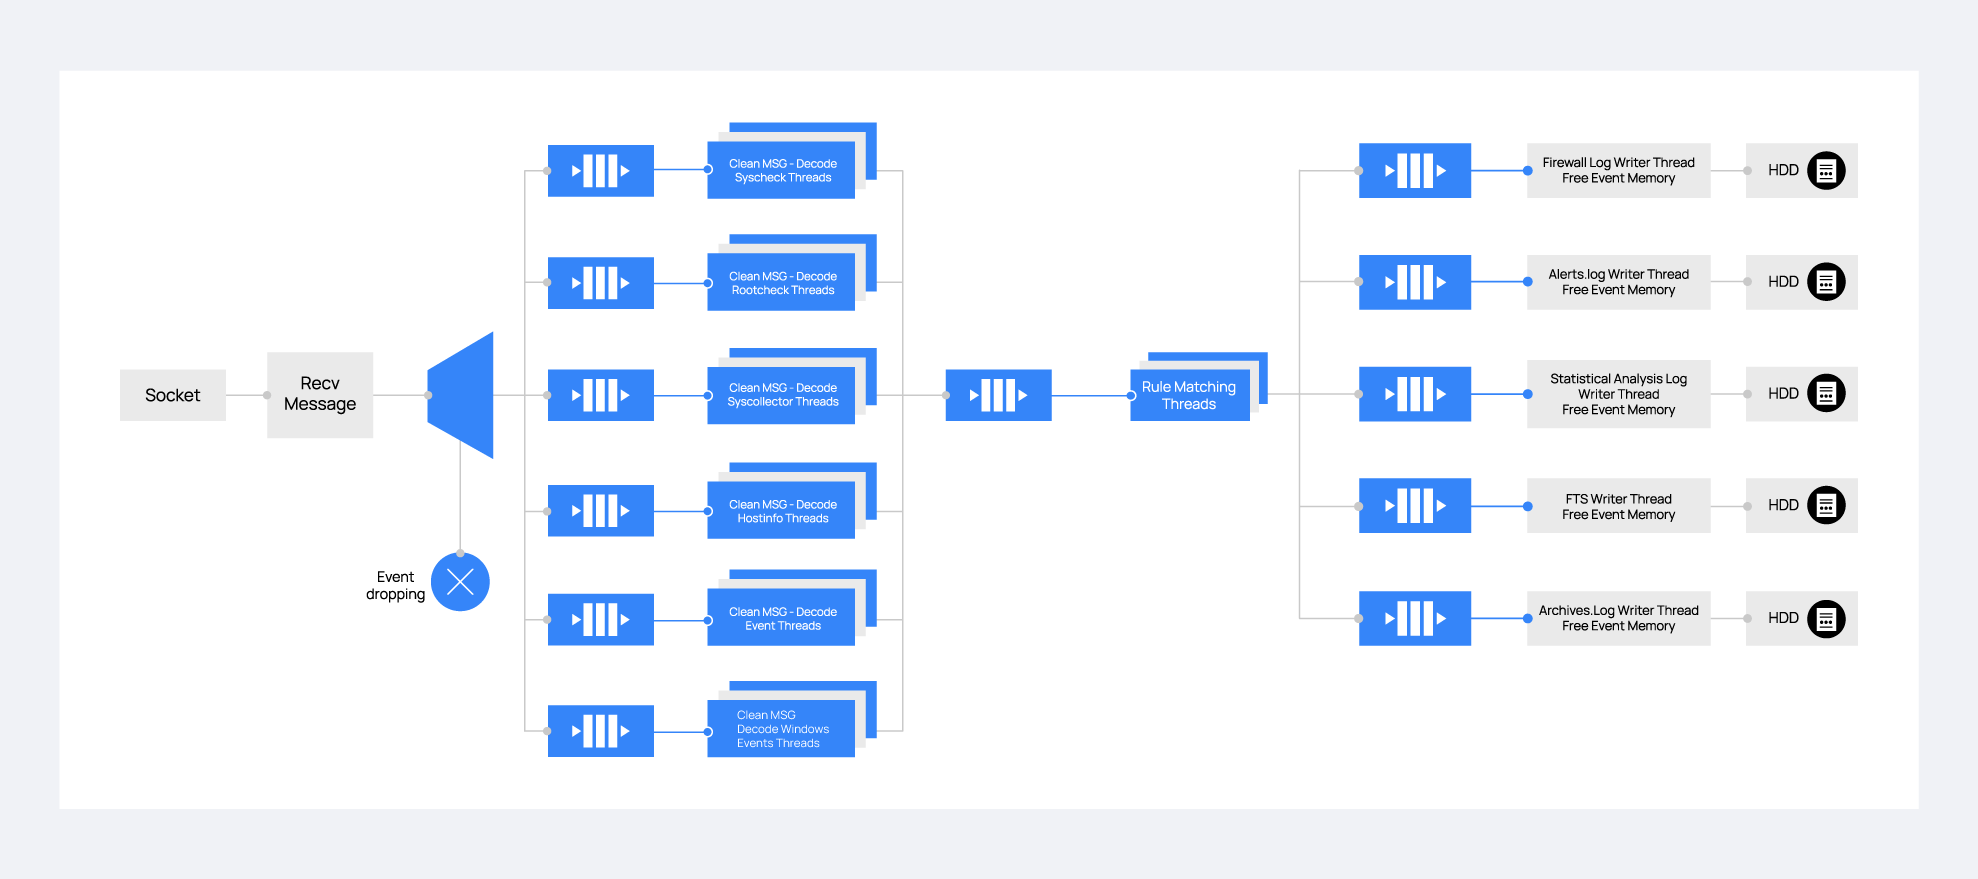 Socket
Recv
Message
Event
dropping
Clean MSG - Decode
Syscheck Threads
Clean MSG - Decode
Rootcheck Threads
Clean MSG - Decode
Syscollector Threads
Clean MSG - Decode
Hostinfo Threads
Clean MSG - Decode
Event Threads
Clean MSG
Decode Windows
Events Threads
Rule Matching
Threads
Firewall Log Writer Thread
Free Event Memory
HDD
Alerts.log Writer Thread
Free Event Memory
HDD
Statistical Analysis Log
Writer Thread
Free Event Memory
HDD
FTS Writer Thread
Free Event Memory
HDD
Archives.Log Writer Thread
Free Event Memory
HDD